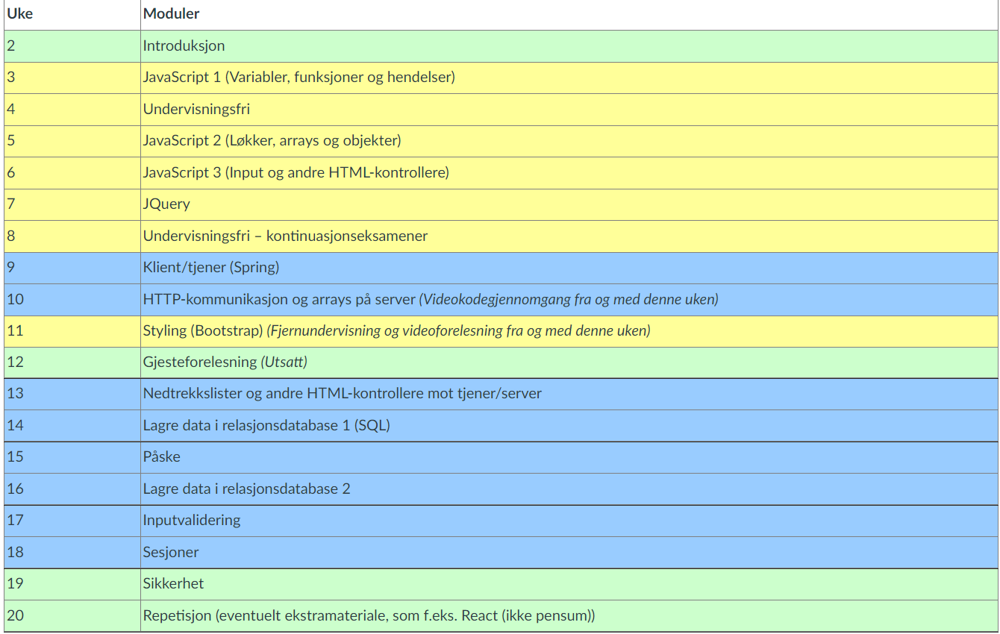 Uke Moduler
2 Introduksjon
3 JavaScript 1 (Variabler, funksjoner og hendelser)
4 Undervisningsfri
5 JavaScript 2 (Løkker, arrays og objekter)
6 JavaScript 3 (Input og andre HTML-kontrollere)
7 JQuery
8 Undervisningsfri – kontinuasjonseksamener
9 Klient/tjener (Spring)
10 HTTP-kommunikasjon og arrays på server (Videokodegjennomgang fra og med denne uken)
11 Styling (Bootstrap) (Fjernundervisning og videoforelesning fra og med denne uken)
12 Gjesteforelesning (Utsatt)
13 Nedtrekkslister og andre HTML-kontrollere mot tjener/server
14 Lagre data i relasjonsdatabase 1 (SQL)
15 Påske
16 Lagre data i relasjonsdatabase 2
17 Inputvalidering
18 Sesjoner
19 Sikkerhet
20 Repetisjon (eventuelt ekstramateriale, som f.eks. React (ikke pensum))